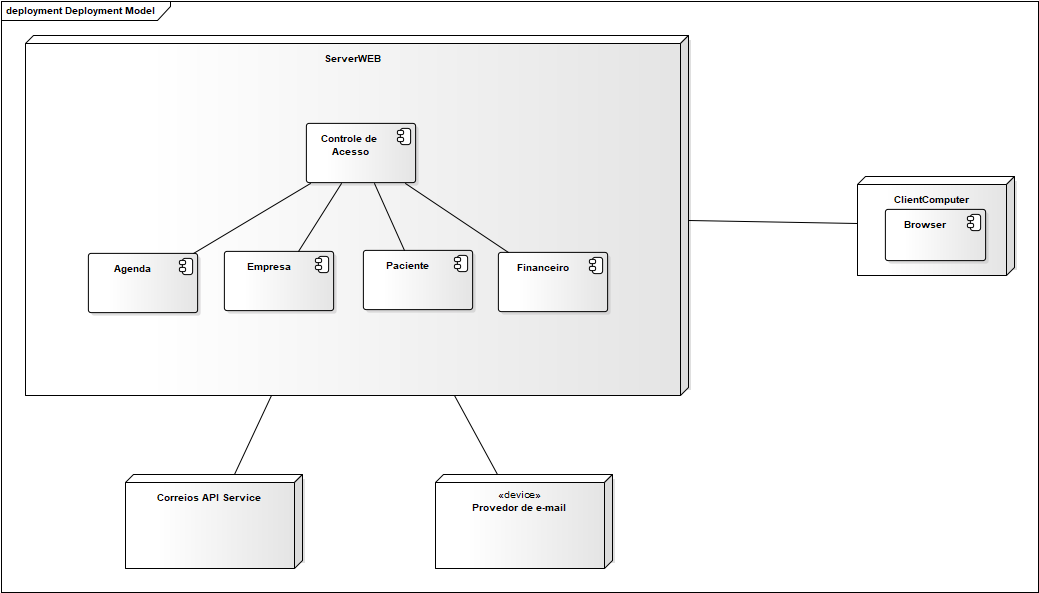 deployment Deployment Model
ServerWEB
Controle de
Acesso
Agenda
Empresa
Paciente
Financeiro
ClientComputer
Browser
Correios API Service
«device»
Provedor de e-mail